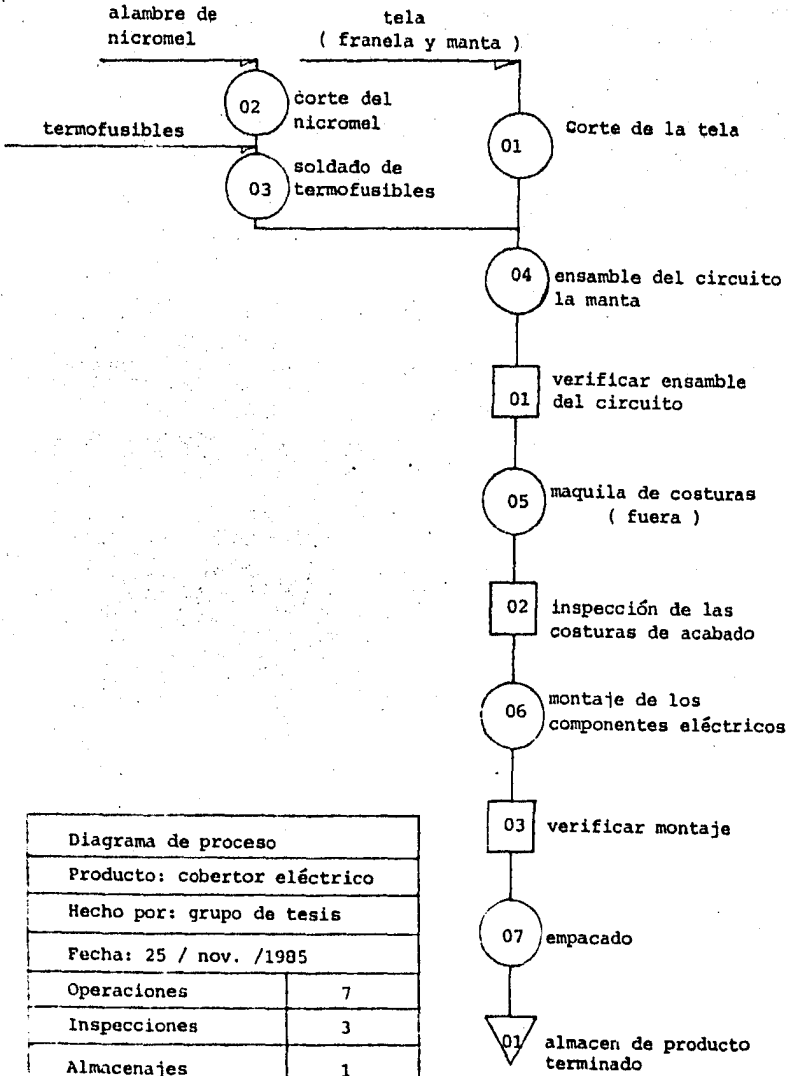 alambre de
nicromel
tela
( franela y manta )
02
corte del
nicromel
termofusibles
01
Corte de la tela
03
soldado de
termofusibles
04
ensamble del circuito
la manta
01
verificar ensamble
del circuito
05
maquila de costuras
( fuera )
02
inspección de las
costuras de acabado
06
montaje de los
componentes eléctricos
03
verificar montaje
07
empacado
01
almacen de producto
terminado
Diagrama de proceso
Producto: cobertor eléctrico
Hecho por: grupo de tesis
Fecha: 25 / nov. /1985
Operaciones 7
Inspecciones 3
Almacenajes 1